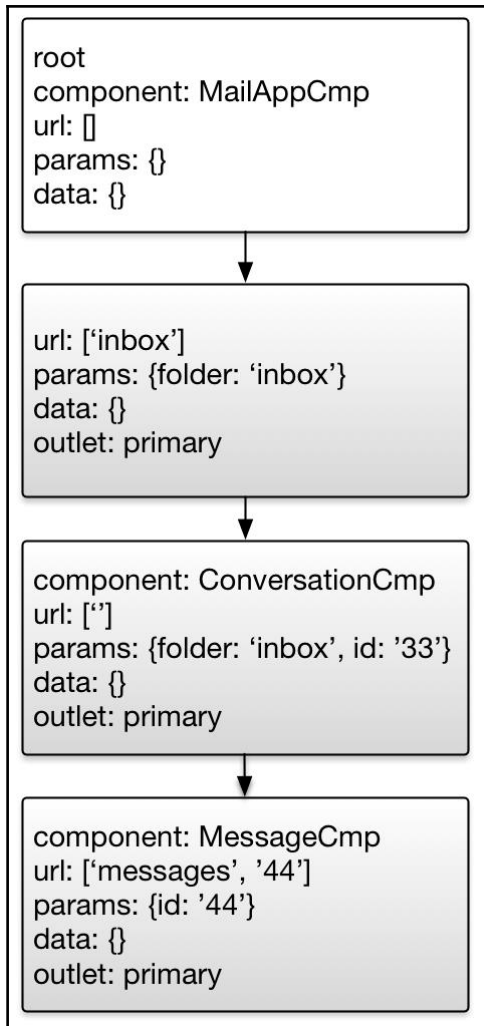 root
component: MailAppCmp
url: []
params: {}
data: {}
url: [‘inbox’]
params: {folder: ‘inbox’}
data: {}
outlet: primary
component: ConversationCmp
url: [‘’]
params: {folder: ‘inbox’, id: ’33’}
data: {}
outlet: primary
component: MessageCmp
url: [‘messages’, ’44’]
params: {id: ’44’}
data: {}
outlet: primary